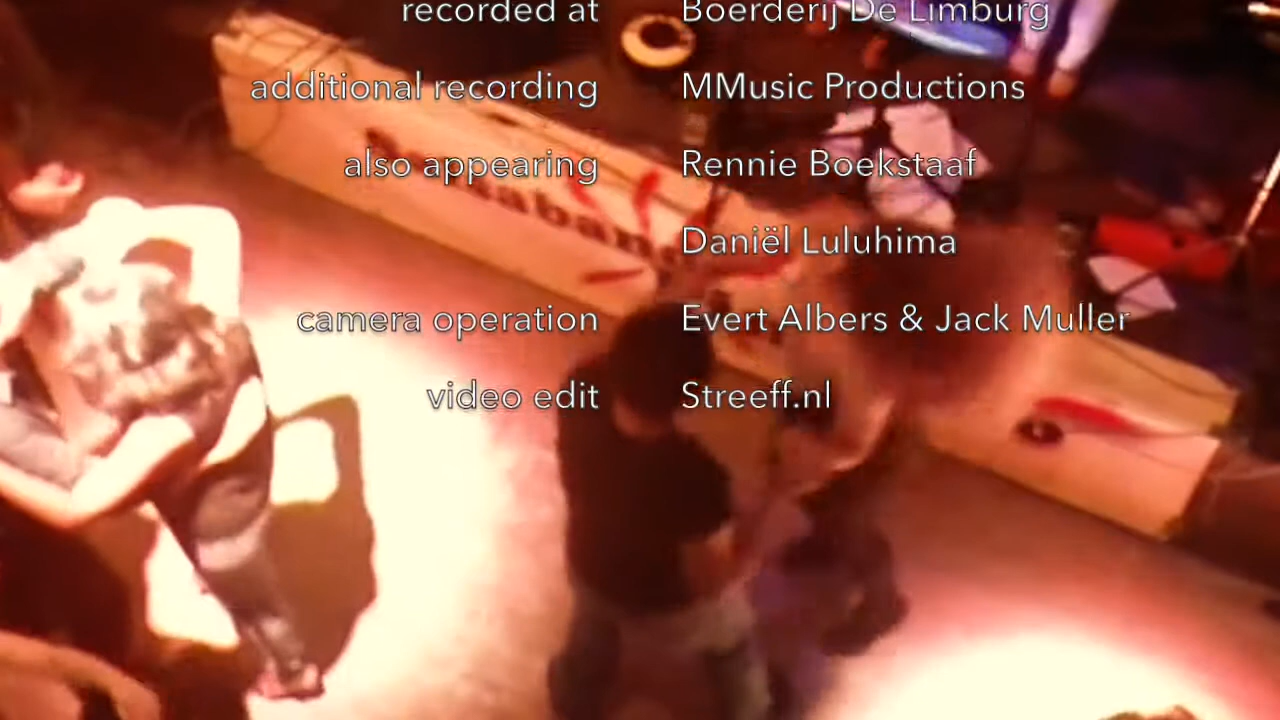 recorded at Boerderij De Limburg
additional recording MMusic Productions
also appearing Rennie Boekstaaf
Daniël Luluhima
camera operation Evert Albers & Jack Muller
video edit Streeff.nl